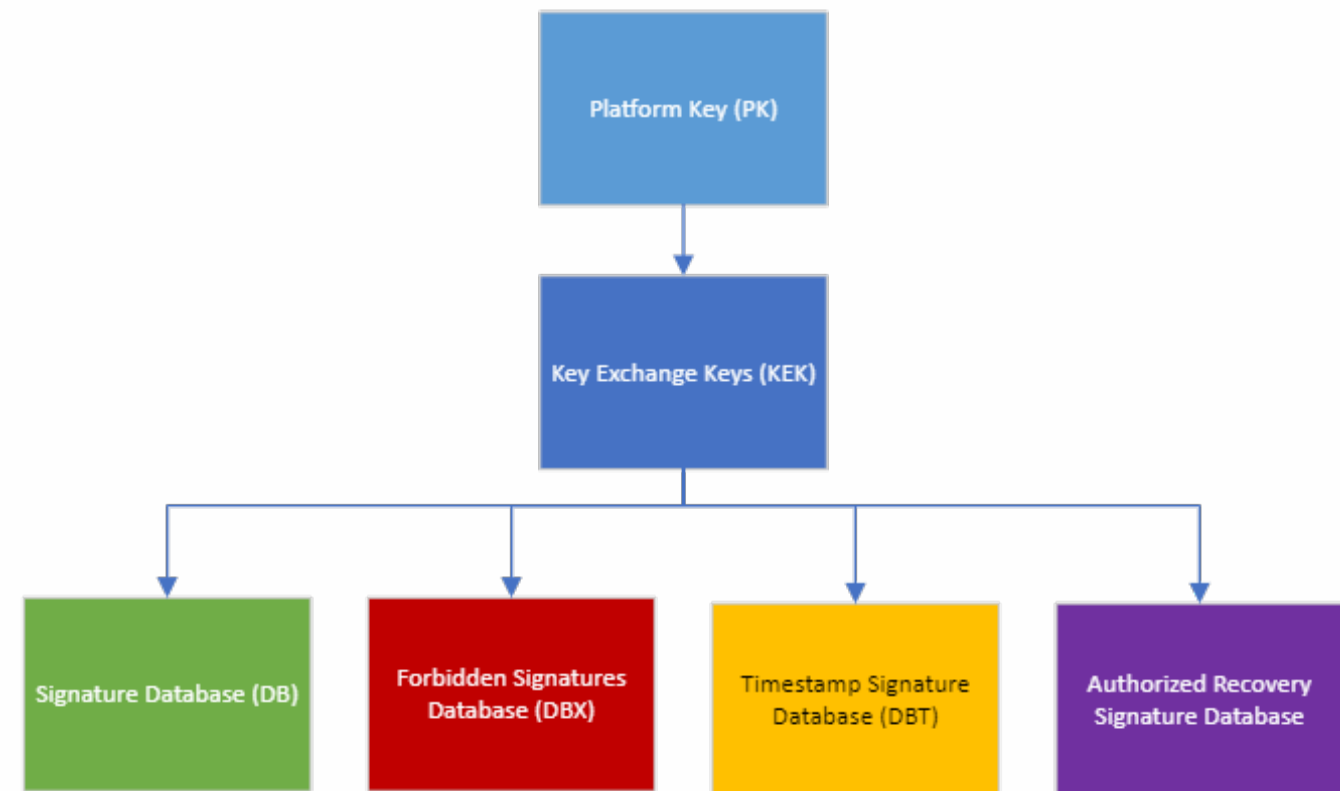 Platform Key (PK)
Key Exchange Keys (KEK)
Signature Database (DB)
Forbidden Signatures
Database (DBX)
Timestamp Signature
Database (DBT)
Authorized Recovery
Signature Database